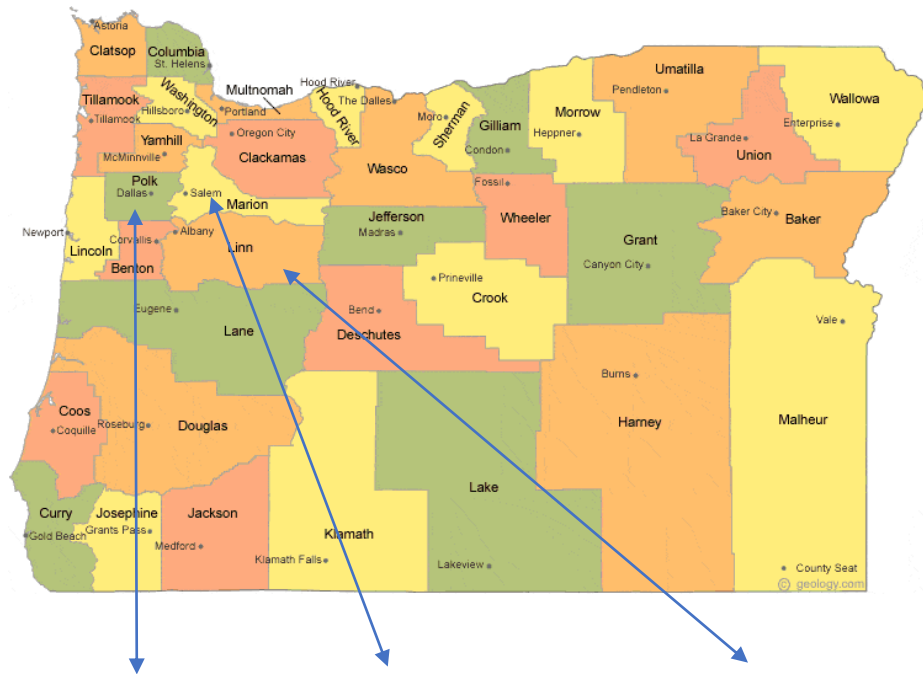 Astoria
Clatsop
Columbia
St. Helens
Tillamook
Tillamook
Washington
Hillsboro
Multnomah
Portland
Hood River
Hood River
The Dalles
Oregon City
Clackamas
Yamhill
McMinnville
Wasco
Moro
Sherman
Gilliam
Condon
Morrow
Heppner
Umatilla
Pendleton
Wallowa
Enterprise
La Grande
Union
Polk
Dallas
Salem
Marion
Fossil
Wheeler
Jefferson
Madras
Grant
Canyon City
Baker City
Baker
Newport
Lincoln
Corvallis
Benton
Albany
Linn
Prineville
Crook
Eugene
Lane
Bend
Deschutes
Vale
Burns
Harney
Malheur
Coos
Coquille
Roseburg
Douglas
Lake
Curry
Gold Beach
Josephine
Grants Pass
Jackson
Medford
Klamath
Klamath Falls
Lakeview
County Seat
© geology.com